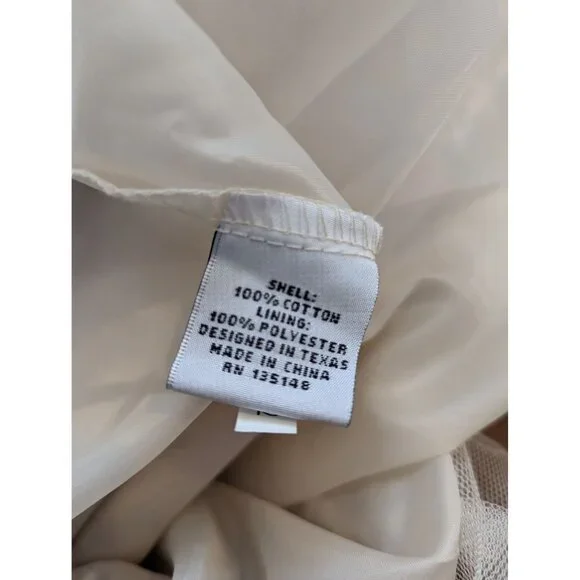 SHELL:
100% COTTON
LINING:
100% POLYESTER
DESIGNED IN TEXAS
MADE IN CHINA
RN 135148